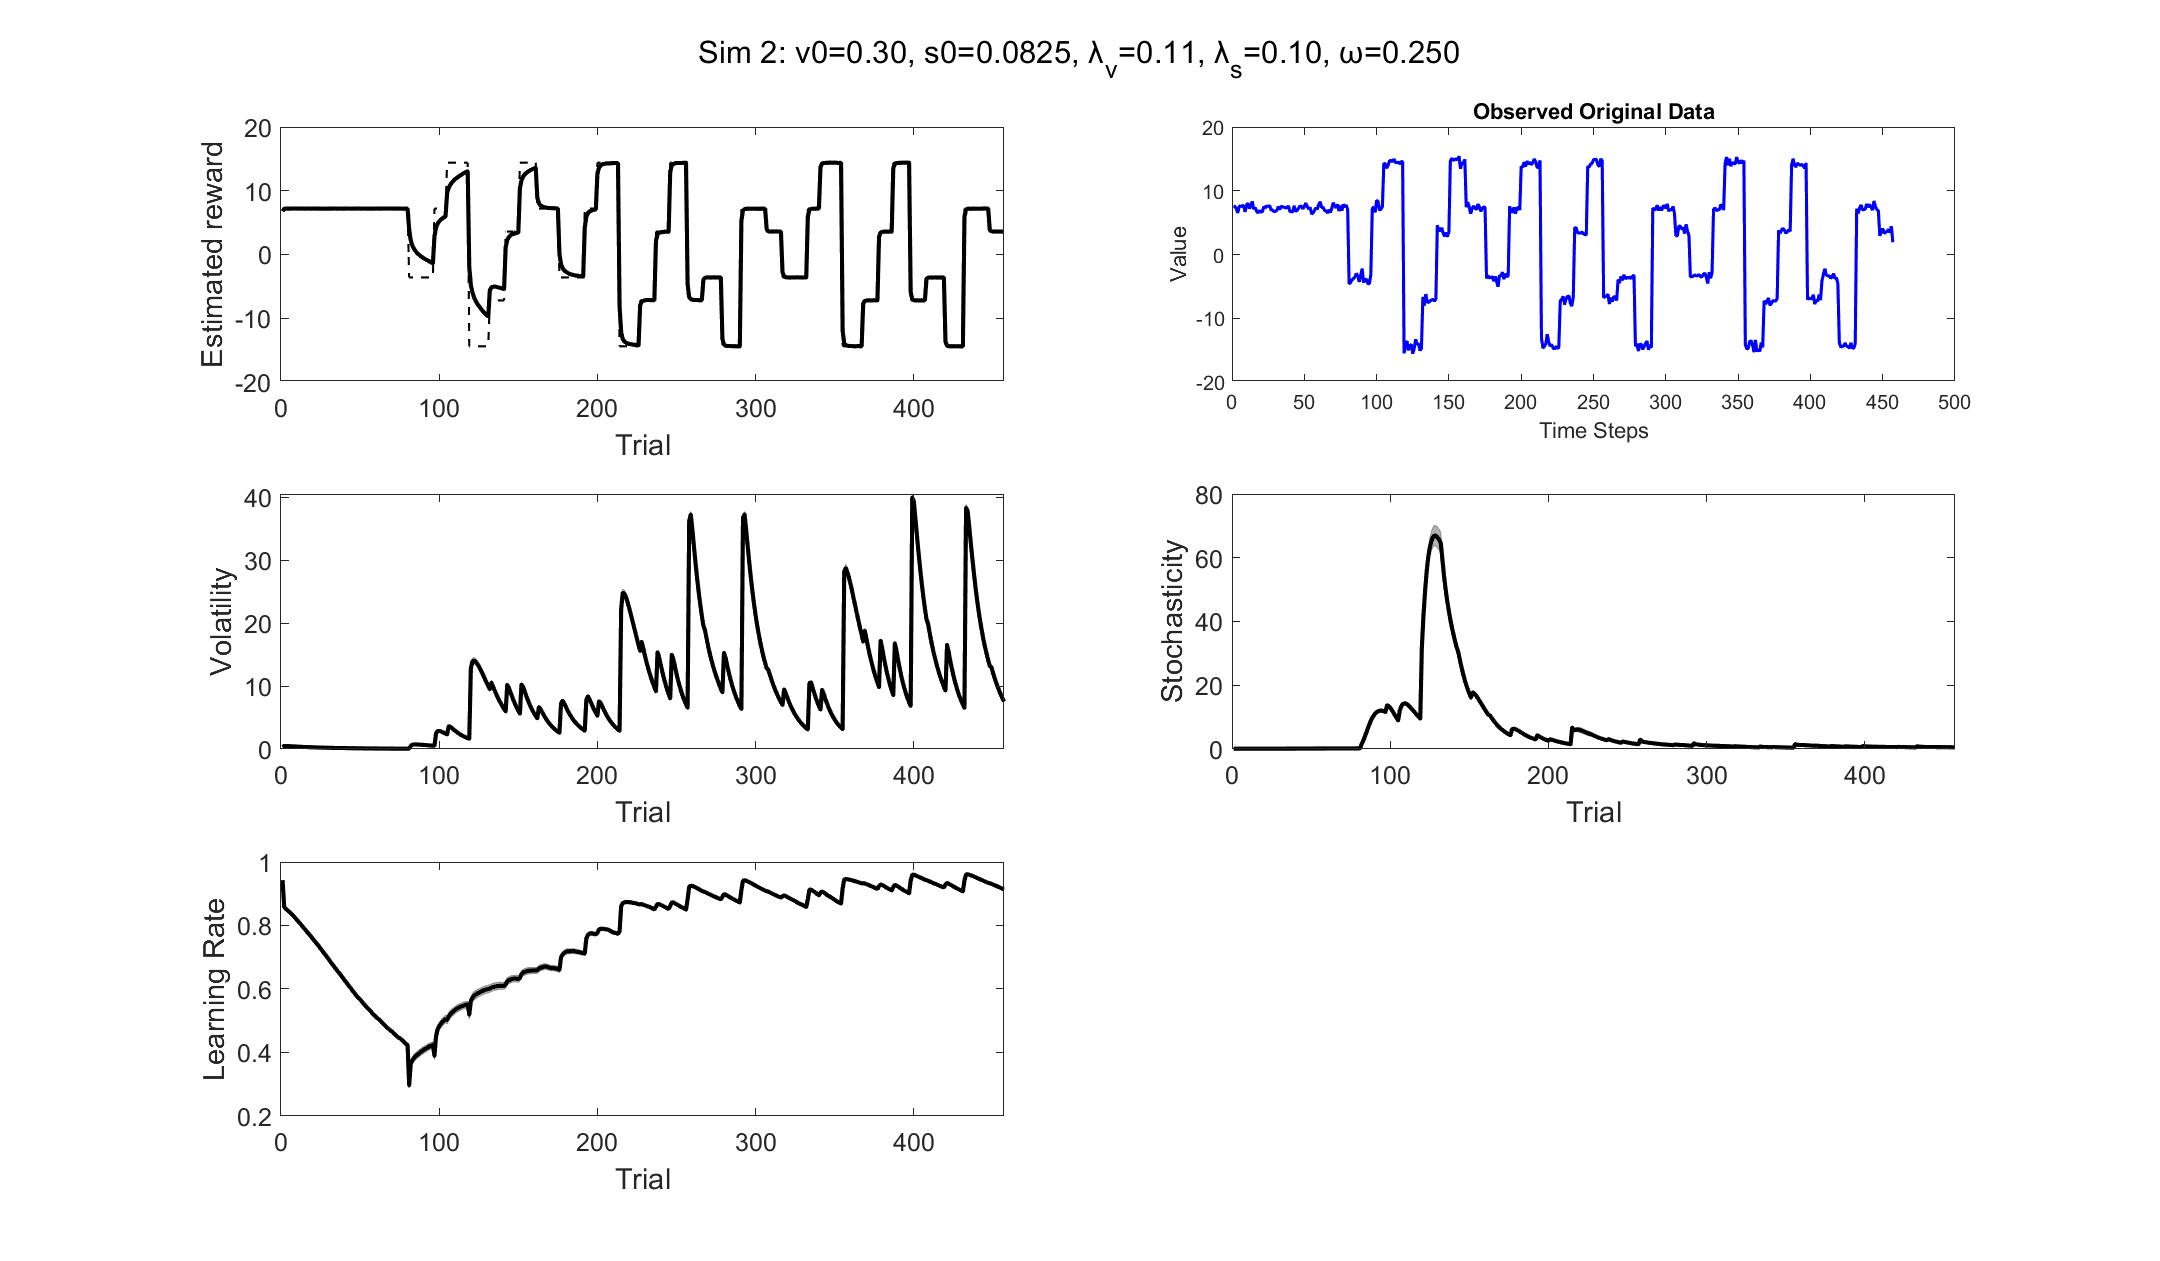 Sim 2: v0=0.30, s0=0.0825, λv=0.11, λs=0.10, ω=0.250
20
10
0
-10
-20
Estimated reward
0 100 200 300 400
Trial
Observed Original Data
20
10
0
-10
-20
Value
0 50 100 150 200 250 300 350 400 450 500
Time Steps
40
30
20
10
0
Volatility
0 100 200 300 400
Trial
80
60
40
20
0
Stochasticity
0 100 200 300 400
Trial
1
0.8
0.6
0.4
0.2
Learning Rate
0 100 200 300 400
Trial